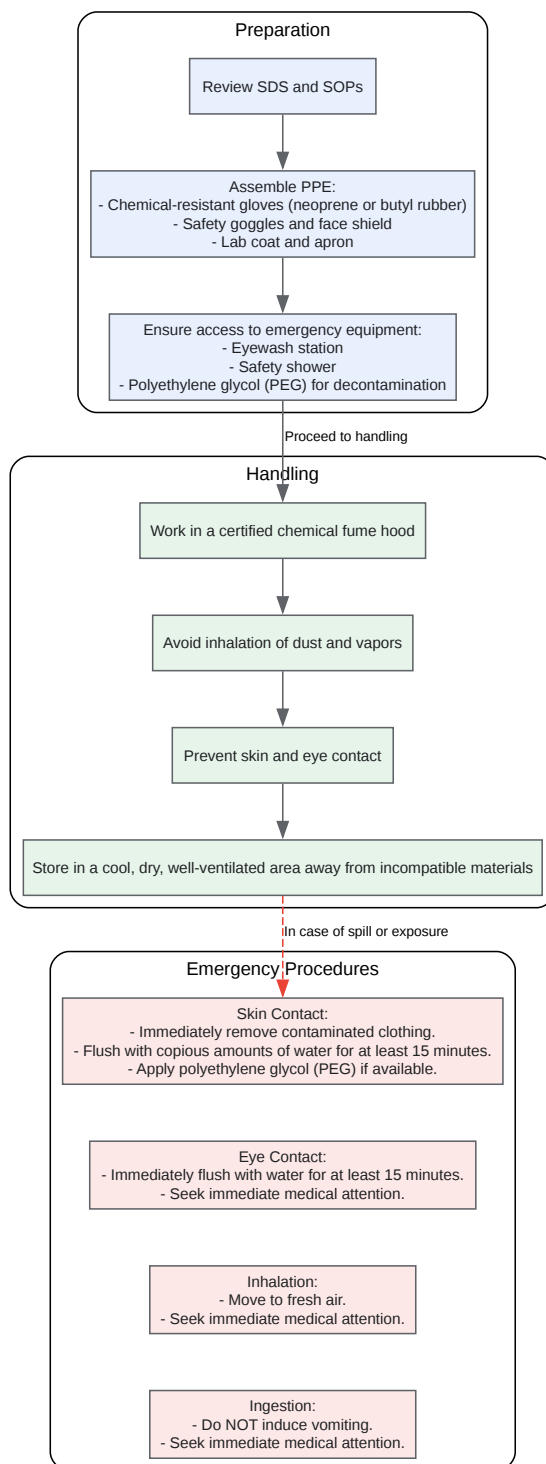 Preparation
Review SDS and SOPs
Assemble PPE:
- Chemical-resistant gloves (neoprene or butyl rubber)
- Safety goggles and face shield
- Lab coat and apron
Ensure access to emergency equipment:
- Eyewash station
- Safety shower
- Polyethylene glycol (PEG) for decontamination
Proceed to handling
Handling
Work in a certified chemical fume hood
Avoid inhalation of dust and vapors
Prevent skin and eye contact
Store in a cool, dry, well-ventilated area away from incompatible materials
In case of spill or exposure
Emergency Procedures
Skin Contact:
- Immediately remove contaminated clothing.
- Flush with copious amounts of water for at least 15 minutes.
- Apply polyethylene glycol (PEG) if available.
Eye Contact:
- Immediately flush with water for at least 15 minutes.
- Seek immediate medical attention.
Inhalation:
- Move to fresh air.
- Seek immediate medical attention.
Ingestion:
- Do NOT induce vomiting.
- Seek immediate medical attention.